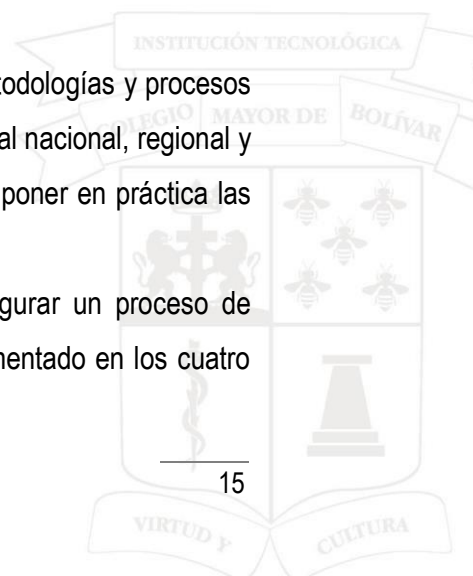 INSTITUCIÓN TECNOLÓGICA
COLEGIO MAYOR DE BOLÍVAR
todologías y procesos
al nacional, regional y
poner en práctica las
gurar un proceso de
mentado en los cuatro
15
VIRTUD Y CULTURA